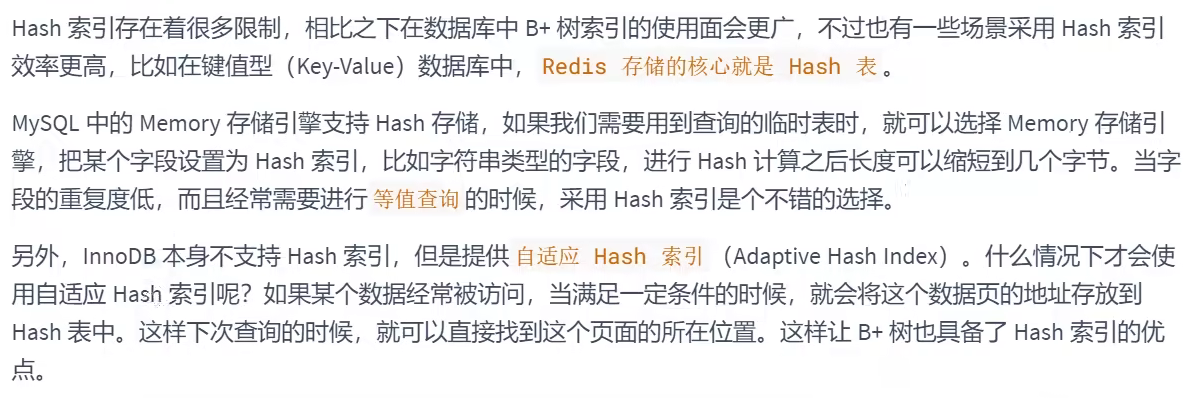 Hash 索引存在着很多限制，相比之下在数据库中 B+ 树索引的使用面会更广，不过也有一些场景采用 Hash 索引
效率更高，比如在键值型（Key-Value）数据库中， Redis 存储的核心就是 Hash 表 。
MySQL 中的 Memory 存储引擎支持 Hash 存储，如果我们需要用到查询的临时表时，就可以选择 Memory 存储引
擎，把某个字段设置为 Hash 索引，比如字符串类型的字段，进行 Hash 计算之后长度可以缩短到几个字节。当字
段的重复度低，而且经常需要进行 等值查询 的时候，采用 Hash 索引是个不错的选择。
另外，InnoDB 本身不支持 Hash 索引，但是提供 自适应 Hash 索引 （Adaptive Hash Index）。什么情况下才会使
用自适应 Hash 索引呢？如果某个数据经常被访问，当满足一定条件的时候，就会将这个数据页的地址存放到
Hash 表中。这样下次查询的时候，就可以直接找到这个页面的所在位置。这样让 B+ 树也具备了 Hash 索引的优
点。